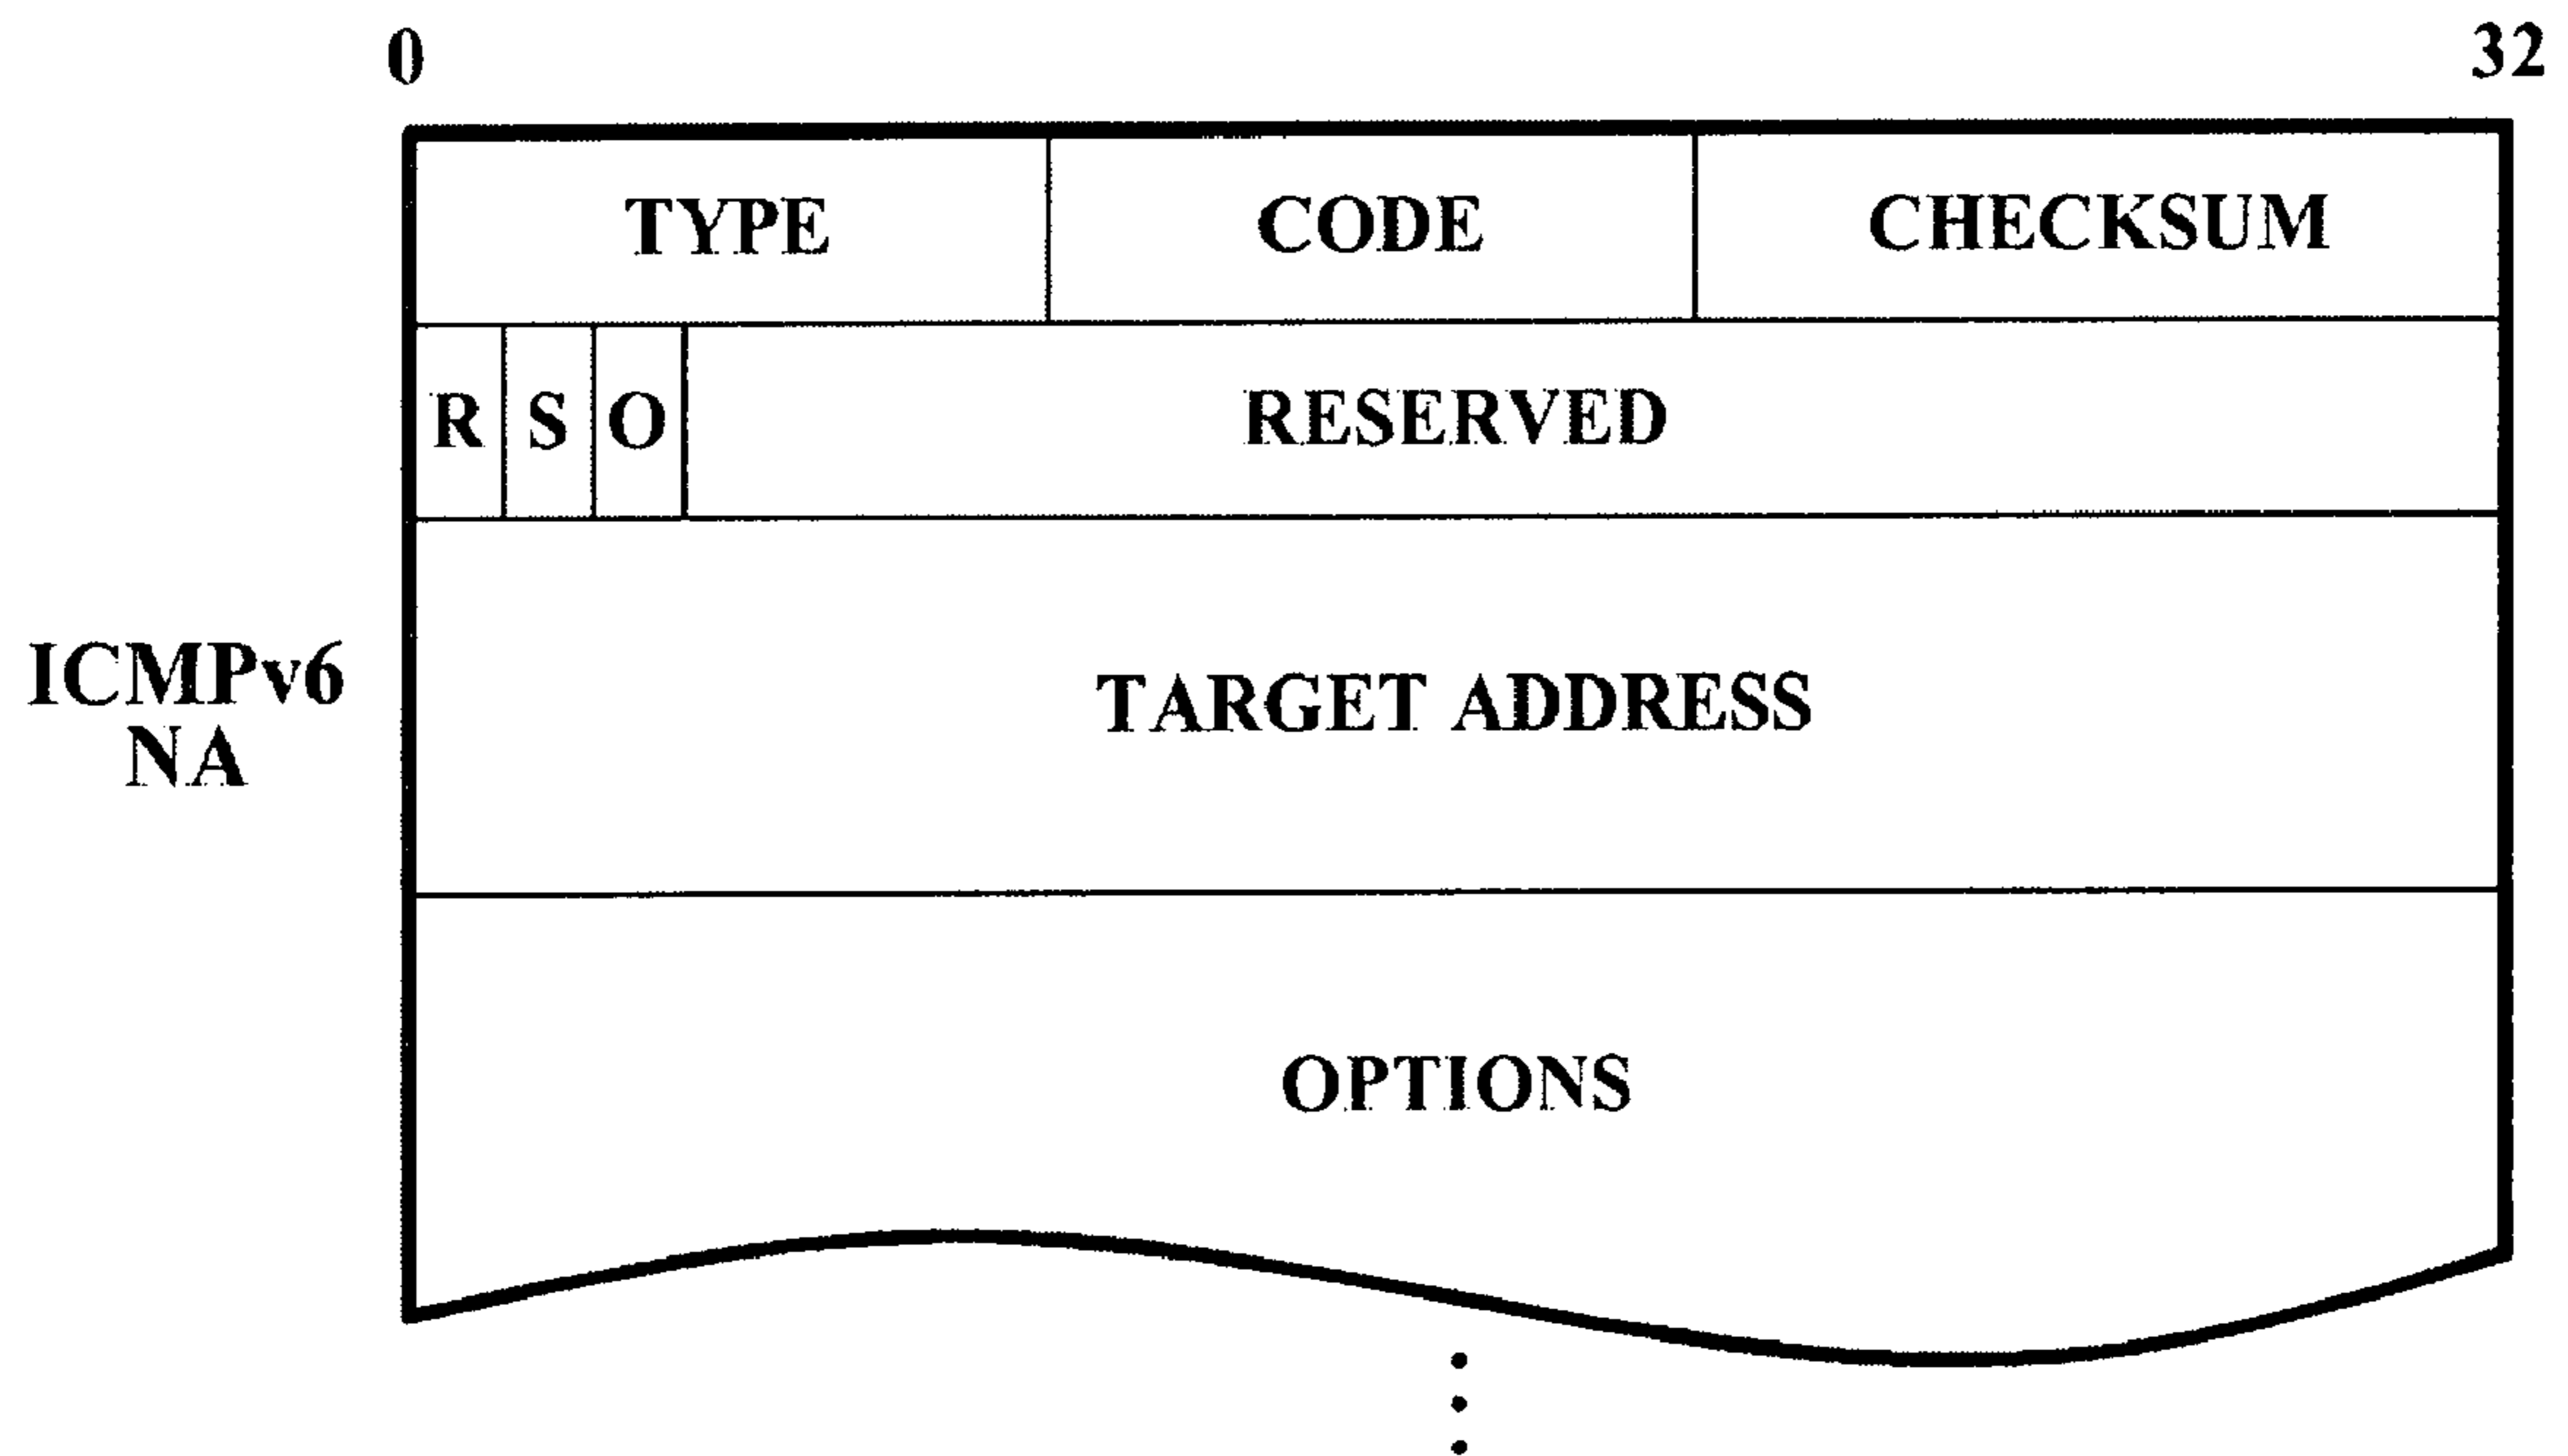 0 32
TYPE CODE CHECKSUM
R S O RESERVED
ICMPv6
NA
TARGET ADDRESS
OPTIONS